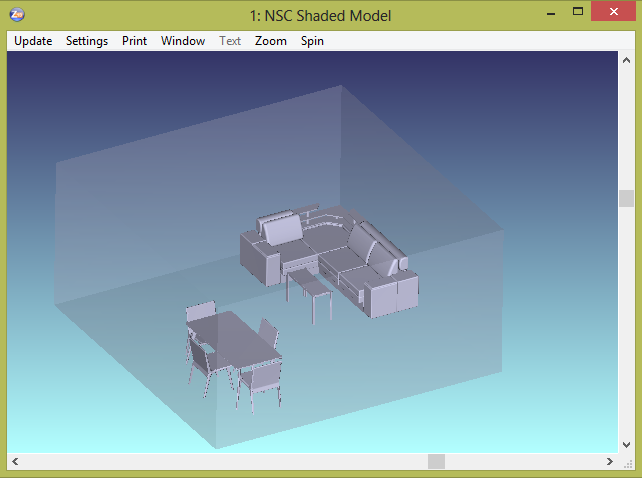 1: NSC Shaded Model
Update Settings Print Window Text Zoom Spin